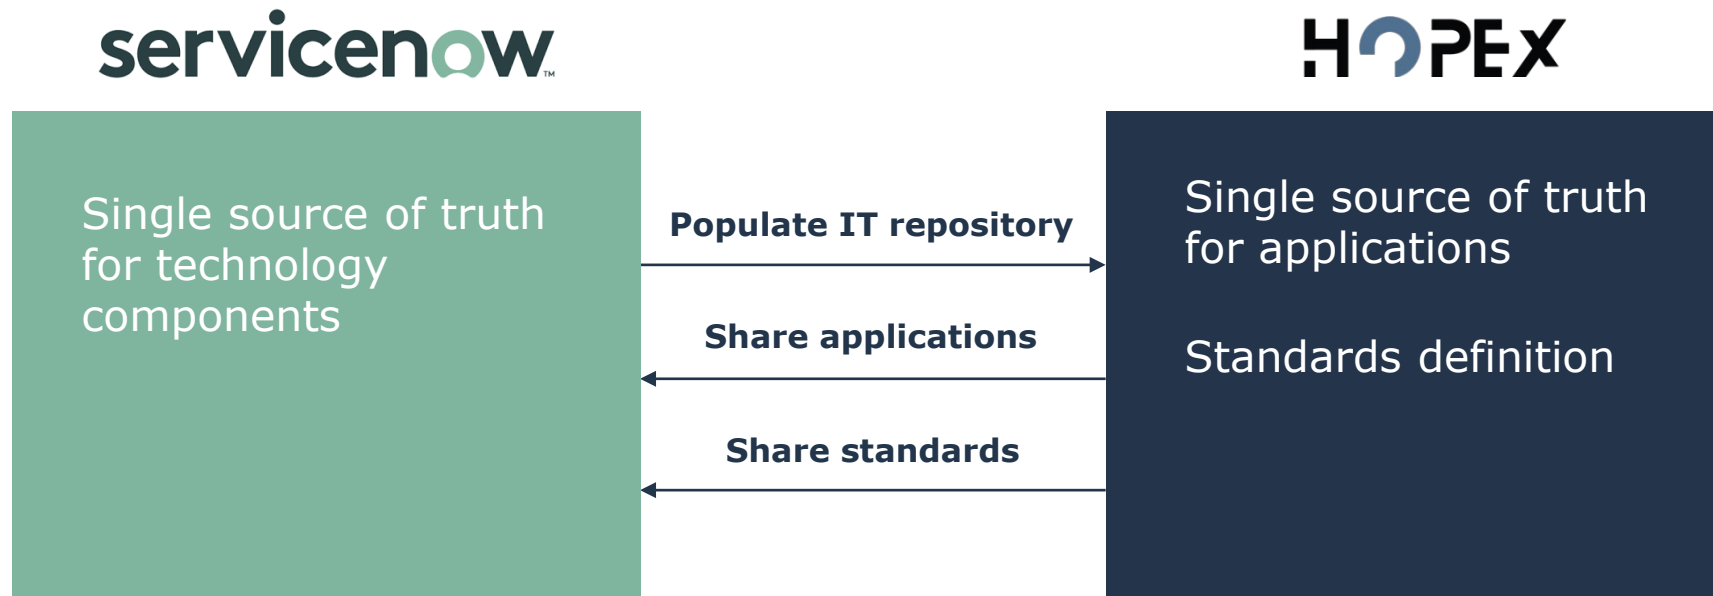 servicenow™
HOPEX
Single source of truth
for technology
components
Populate IT repository
Share applications
Share standards
Single source of truth
for applications
Standards definition